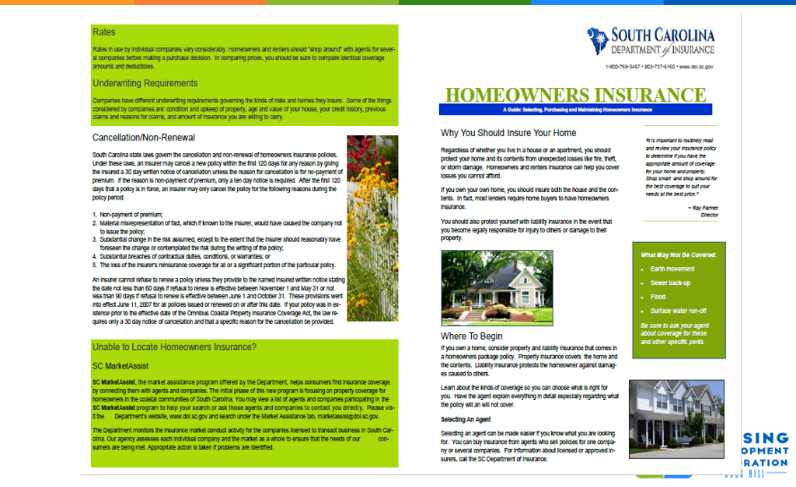 Rates
Rates in use by individual companies vary considerably. Homeowners and renters should "shop around" with agents for sever-
al companies before making a purchase decision. In comparing prices, you should be sure to compare identical coverage
amounts and deductibles.
Underwriting Requirements
Companies have different underwriting requirements governing the kinds of risks and homes they insure. Some of the things
considered by companies are: condition and upkeep of property, age and value of your house, your credit history, previous
claims and reasons for claims, and amount of insurance you are willing to carry.
Cancellation/Non-Renewal
South Carolina state laws govern the cancellation and non-renewal of homeowners insurance policies.
Under these laws, an insurer may cancel a new policy within the first 120 days for any reason by giving
the insured a 30 day written notice of cancellation unless the reason for cancellation is for no-payment of
premium. If the reason is non-payment of premium, only a ten day notice is required. After the first 120
days that a policy is in force, an insurer may only cancel the policy for the following reasons during the
policy period:
1. Non-payment of premium;
2. Material misrepresentation of fact, which if known to the insurer, would have caused the company not
to issue the policy;
3. Substantial change in the risk assumed, except to the extent that the insurer should reasonably have
foreseen the change or contemplated the risk during the writing of the policy;
4. Substantial breaches of contractual duties, conditions, or warranties; or
5. The loss of the insurer's reinsurance coverage for all or a significant portion of the particular policy.
An insurer cannot refuse to renew a policy unless they provide to the named insured written notice stating
the date not less than 60 days if refusal to renew is effective between November 1 and May 31 or not
less than 90 days if refusal to renew is effective between June 1 and October 31. These provisions went
into effect June 11, 2007 for all policies issued or renewed on or after this date. If your policy was in ex-
istence prior to the effective date of the Omnibus Coastal Property Insurance Coverage Act, the law re-
quires only a 30 day notice of cancellation and that a specific reason for the cancellation be provided.
Unable to Locate Homeowners Insurance?
SC MarketAssist
SC MarketAssist, the market assistance program offered by the Department, helps consumers find insurance coverage
by connecting them with agents and companies. The initial phase of this new program is focusing on property coverage for
homeowners in the coastal communities of South Carolina. You may view a list of agents and companies participating in the
SC MarketAssist program to help your search or ask those agents and companies to contact you directly. Please vis-
it the Department's website, www.doi.sc.gov and search under the Market Assistance tab, marketassist@doi.sc.gov.
The Department monitors the insurance market conduct activity for the companies licensed to transact business in South Car-
olina. Our agency assesses each individual company and the market as a whole to ensure that the needs of our con-
sumers are being met. Appropriate action is taken if problems are identified.
SOUTH CAROLINA
DEPARTMENT of INSURANCE
1-800-768-3467 • 803-737-6160 • www.doi.sc.gov
HOMEOWNERS INSURANCE
A Guide: Selecting, Purchasing and Maintaining Homeowners Insurance
Why You Should Insure Your Home
Regardless of whether you live in a house or an apartment, you should
protect your home and its contents from unexpected losses like fire, theft,
or storm damage. Homeowners and renters insurance can help you cover
losses you cannot afford.
If you own your own home, you should insure both the house and the con-
tents. In fact, most lenders require home buyers to have homeowners
insurance.
You should also protect yourself with liability insurance in the event that
you become legally responsible for injury to others or damage to their
property.
Where To Begin
If you own a home, consider property and liability insurance that comes in
a homeowners package policy. Property insurance covers the home and
the contents. Liability insurance protects the homeowner against damag-
es caused to others.
Learn about the kinds of coverage so you can choose what is right for
you. Have the agent explain everything in detail especially regarding what
the policy will an will not cover.
Selecting An Agent
Selecting an agent can be made easier if you know what you are looking
for. You can buy insurance from agents who sell policies for one compa-
ny or several companies. For information about licensed or approved in-
surers, call the SC Department of Insurance.
"It is important to routinely read
and review your insurance policy
to determine if you have the
appropriate amount of coverage
for your home and property.
Shop smart and shop around for
the best coverage to suit your
needs at the best price."
~ Ray Farmer
Director
What May Not Be Covered:
• Earth movement
• Sewer back-up
• Flood
• Surface water run-off
Be sure to ask your agent
about coverage for these
and other specific perils.
SING
OPMENT
RATION
HILL